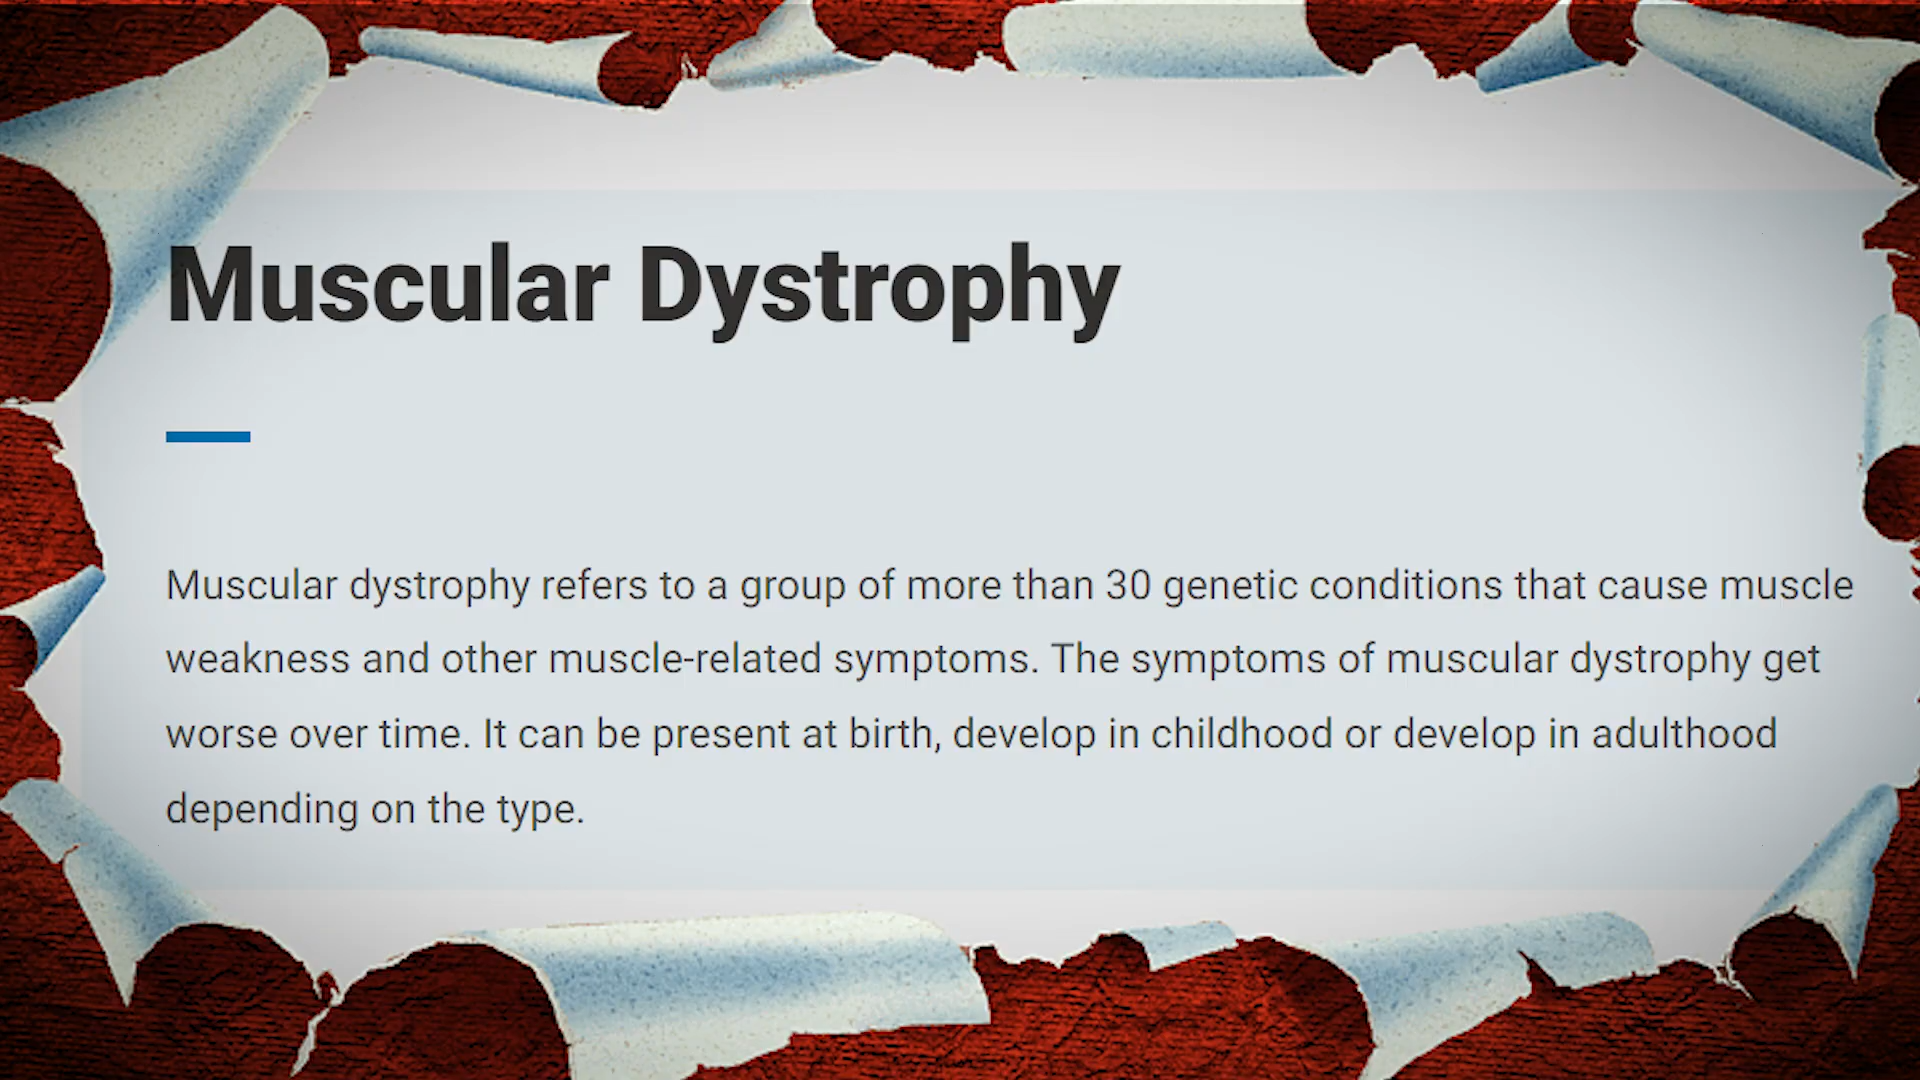 Muscular Dystrophy
Muscular dystrophy refers to a group of more than 30 genetic conditions that cause muscle
weakness and other muscle-related symptoms. The symptoms of muscular dystrophy get
worse over time. It can be present at birth, develop in childhood or develop in adulthood
depending on the type.